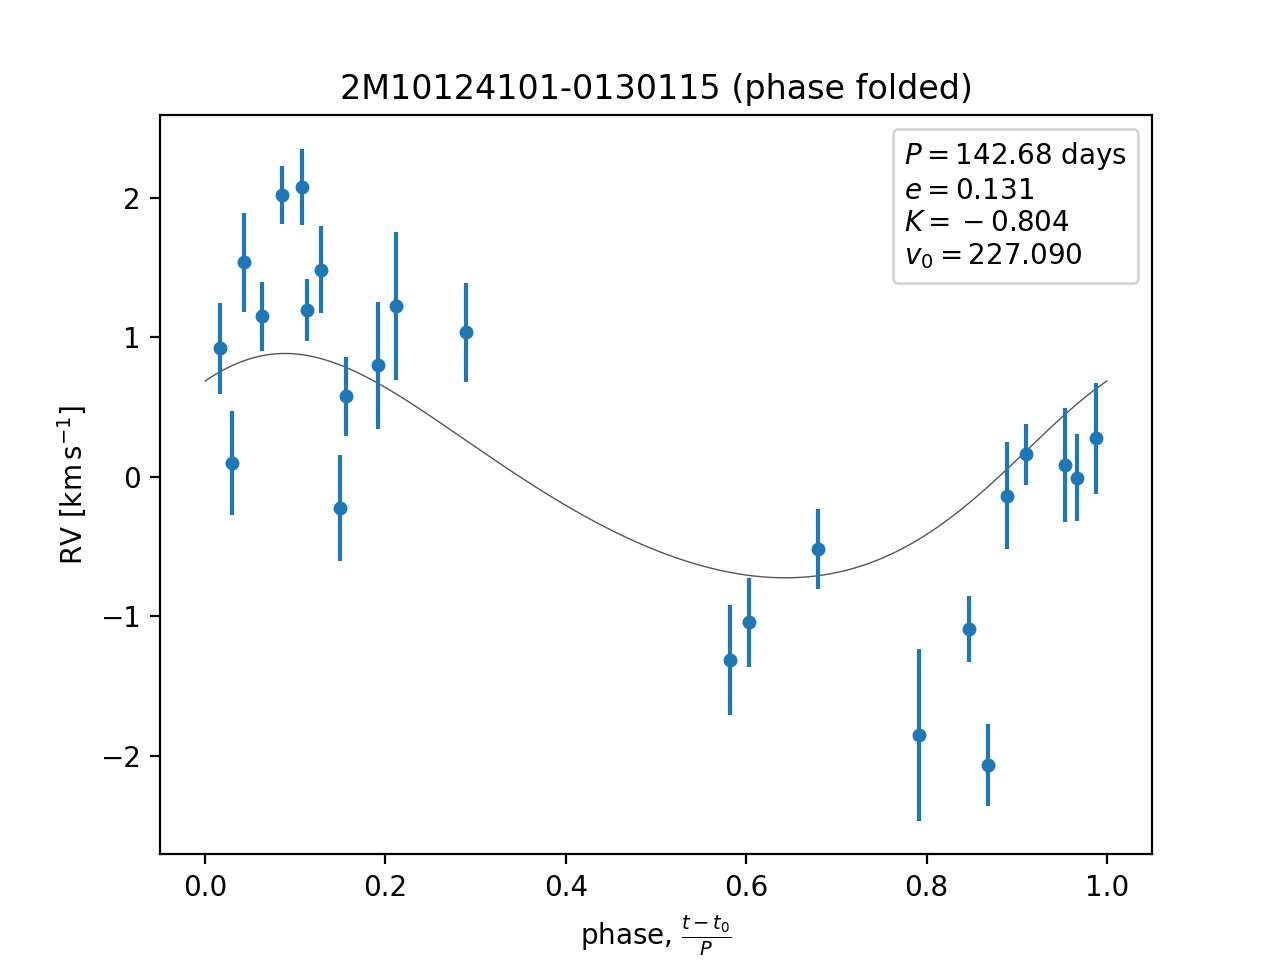 2M10124101-0130115 (phase folded)
P = 142.68 days
e = 0.131
K = −0.804
v₀ = 227.090
2
1
0
−1
−2
RV [km s⁻¹]
0.0 0.2 0.4 0.6 0.8 1.0
phase, (t − t₀)/P